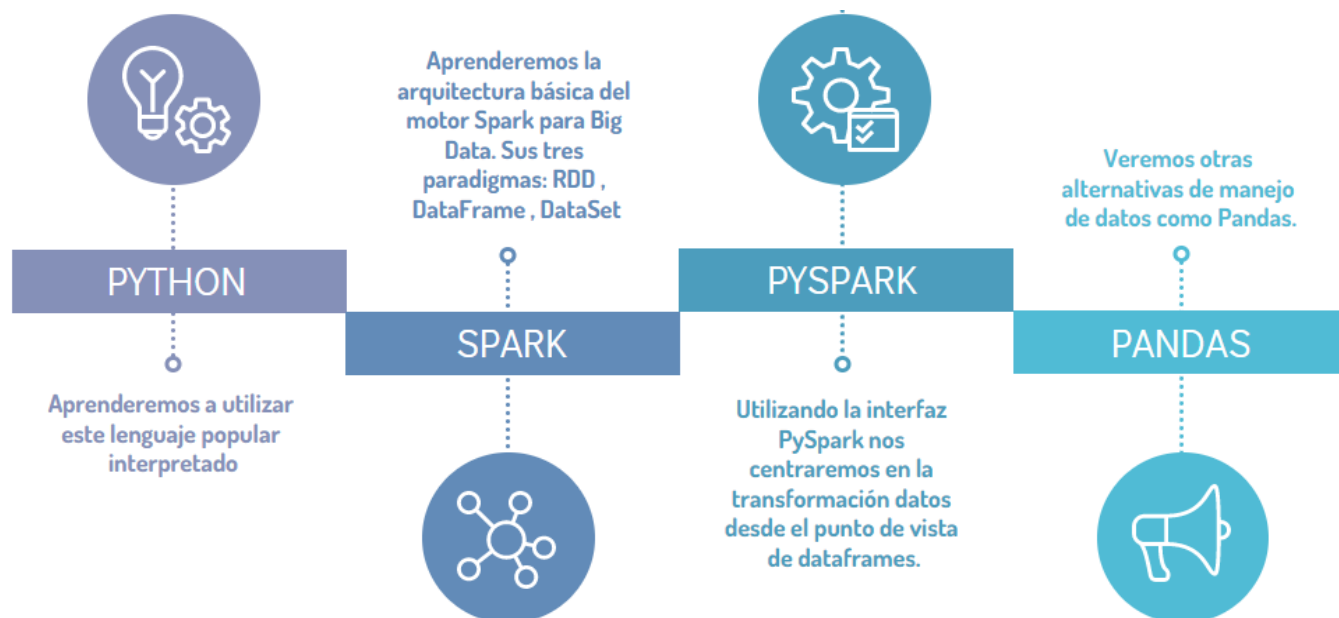 PYTHON
Aprenderemos a utilizar
este lenguaje popular
interpretado
Aprenderemos la
arquitectura básica del
motor Spark para Big
Data. Sus tres
paradigmas: RDD ,
DataFrame , DataSet
SPARK
PYSPARK
Utilizando la interfaz
PySpark nos
centraremos en la
transformación datos
desde el punto de vista
de dataframes.
Veremos otras
alternativas de manejo
de datos como Pandas.
PANDAS